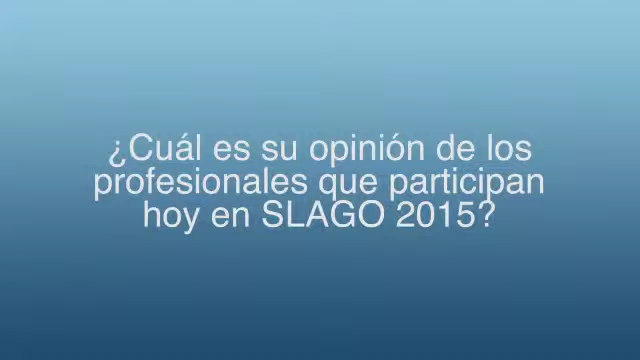 ¿Cuál es su opinión de los
profesionales que participan
hoy en SLAGO 2015?